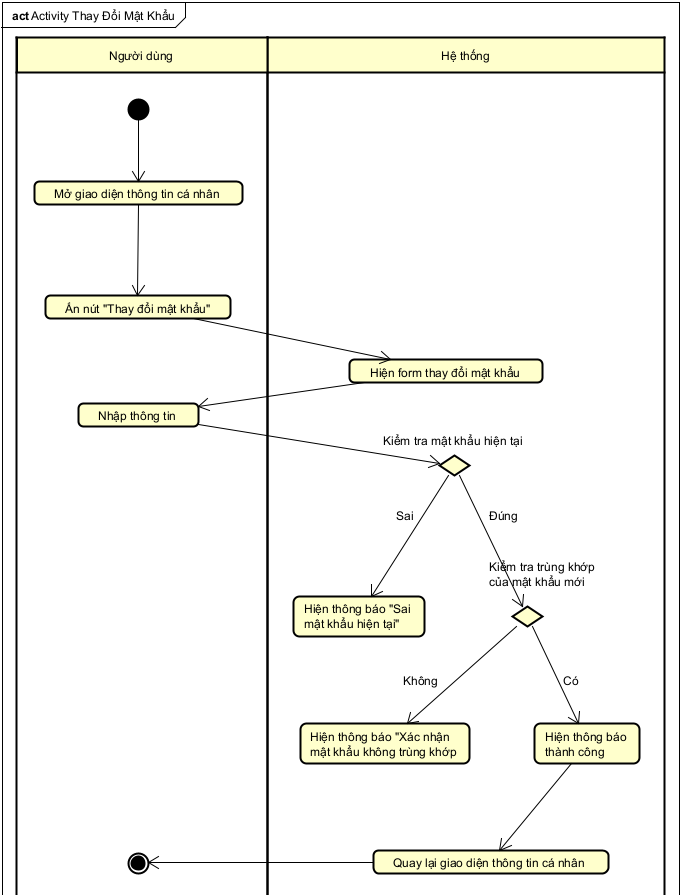 act Activity Thay Đổi Mật Khẩu
Người dùng
Hệ thống
Mở giao diện thông tin cá nhân
Ấn nút "Thay đổi mật khẩu"
Hiện form thay đổi mật khẩu
Nhập thông tin
Kiểm tra mật khẩu hiện tại
Sai
Đúng
Kiểm tra trùng khớp
của mật khẩu mới
Hiện thông báo "Sai
mật khẩu hiện tại"
Không
Có
Hiện thông báo "Xác nhận
mật khẩu không trùng khớp
Hiện thông báo
thành công
Quay lại giao diện thông tin cá nhân